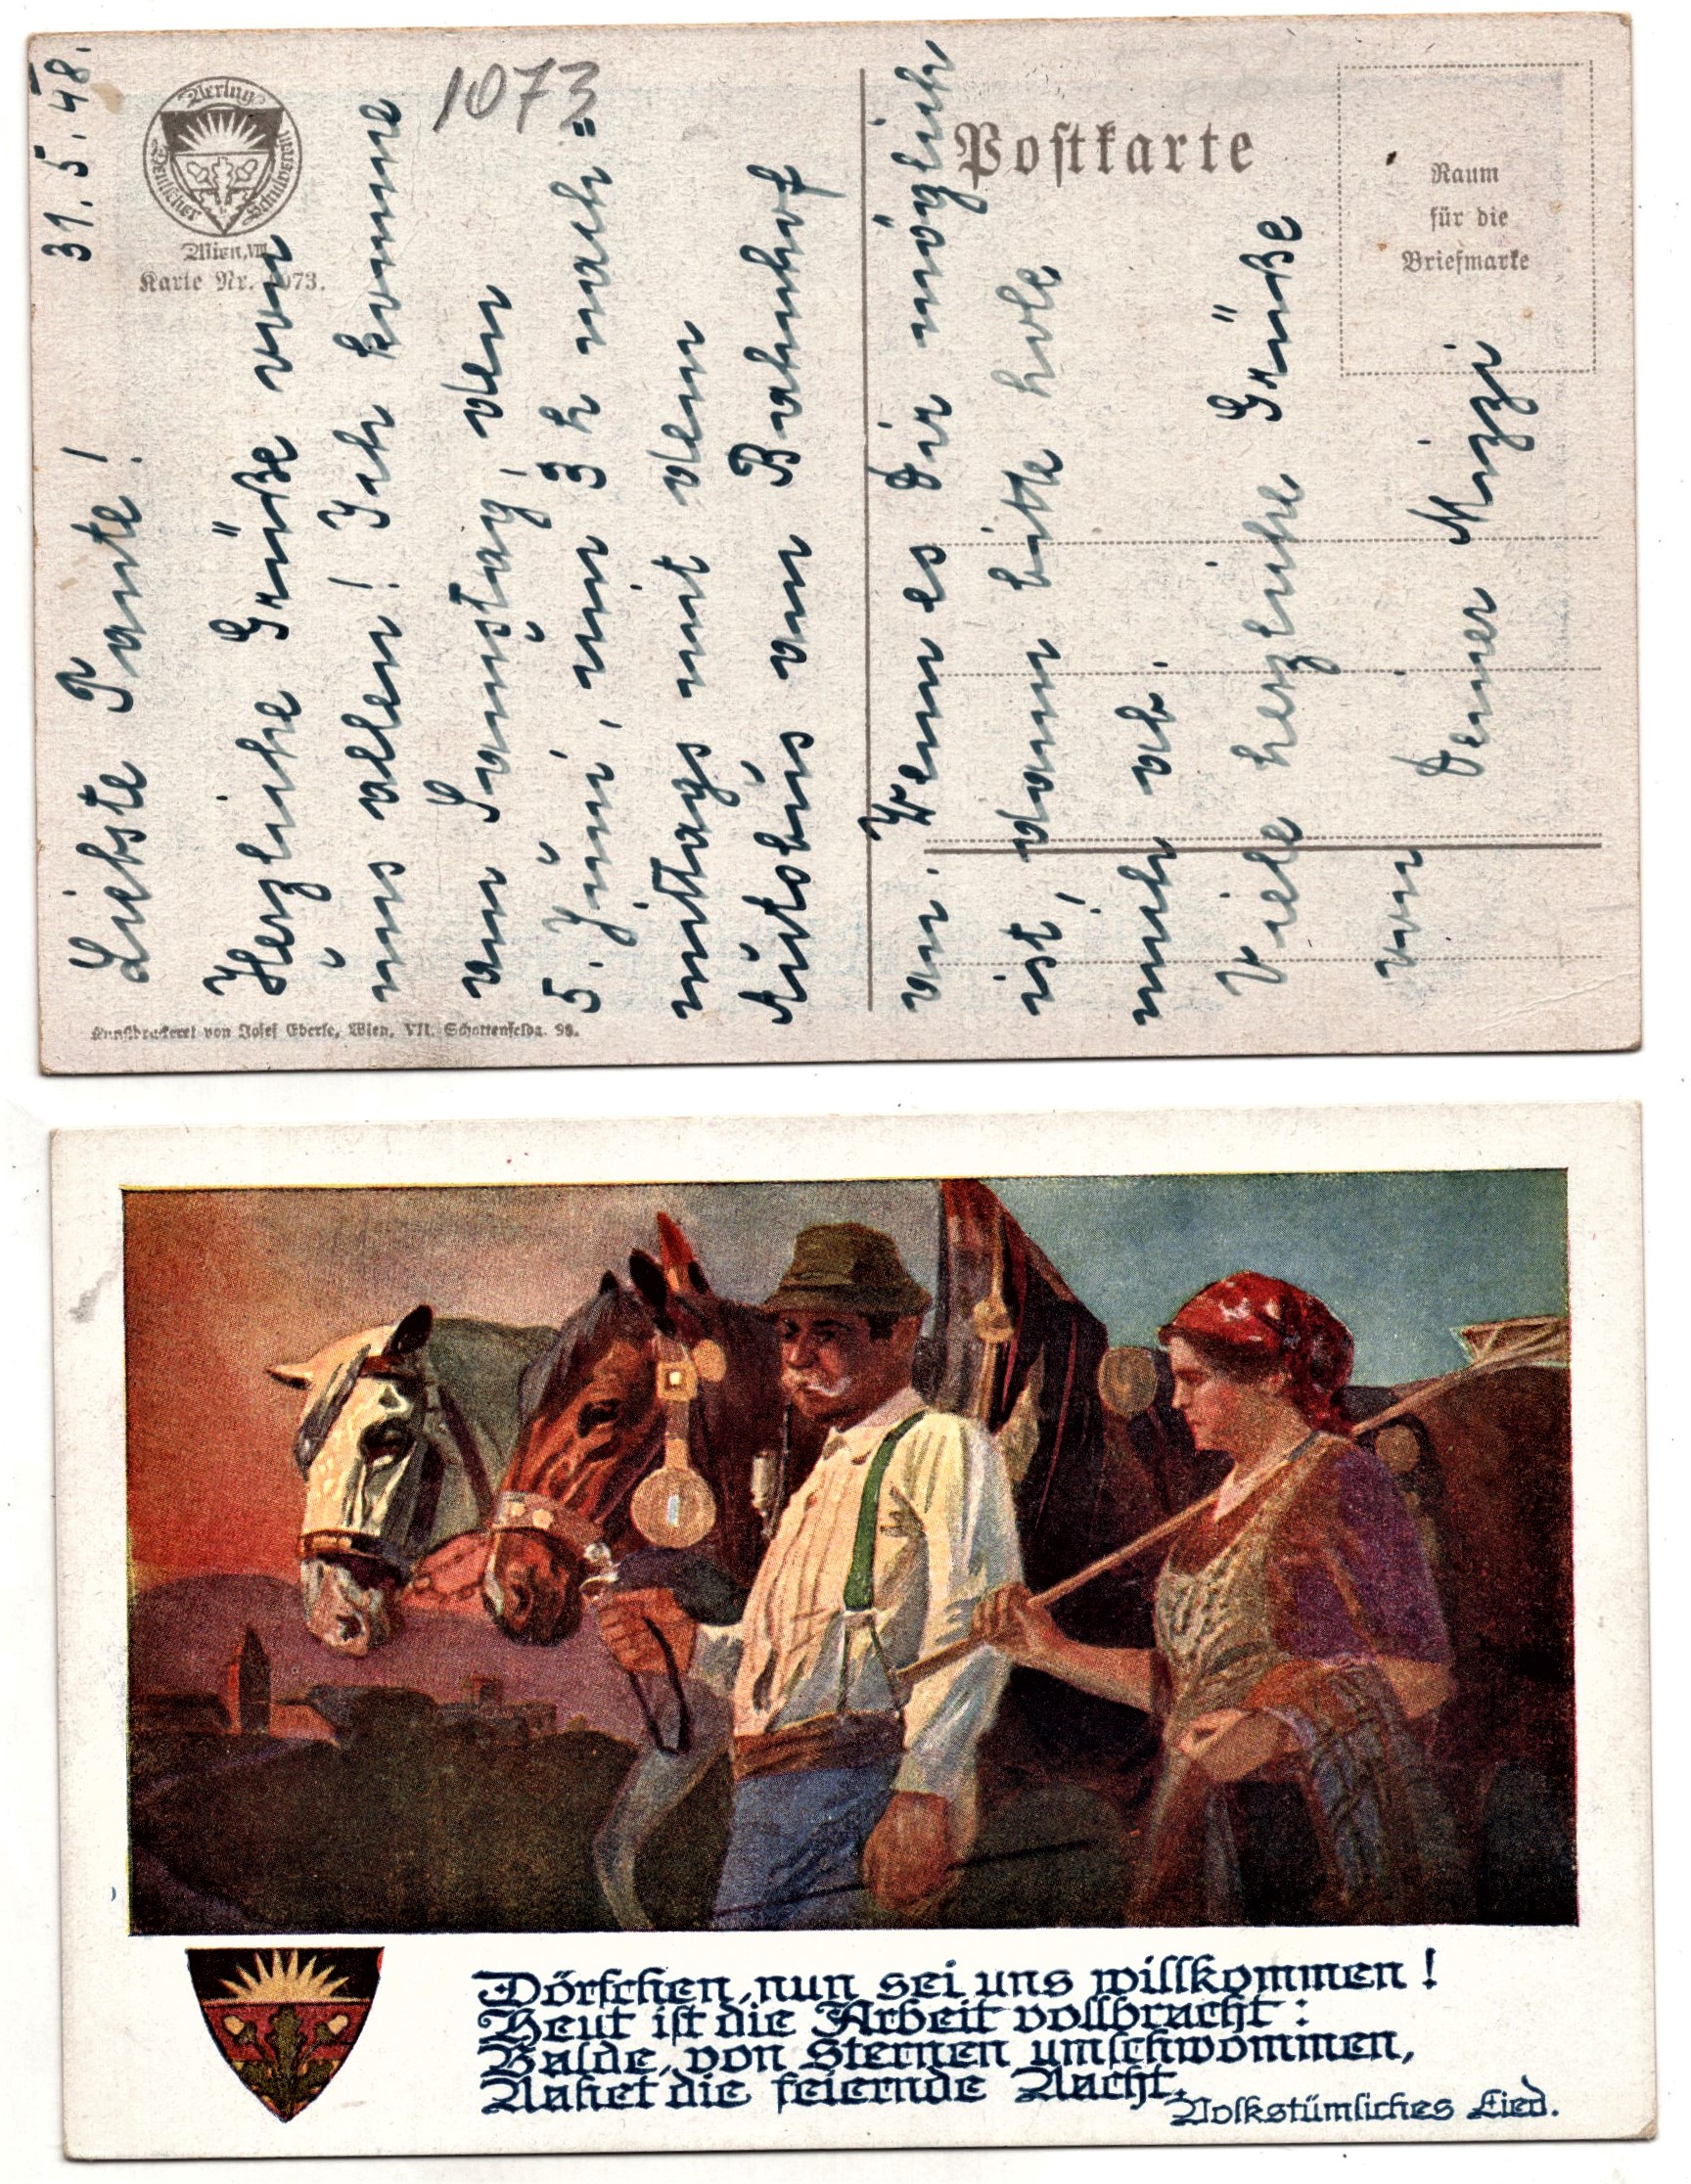 1073
Verlag
Deutscher Schulverein
Wien, VIII.
Karte Nr. 1073.
Postkarte
Raum
für die
Briefmarke
31.5.48.
Liebste Tante!
Herzliche Grüße von
uns allen! Ich komme
am Samstag, den
5. Juni, um 3h nach=
mittags mit dem
Autobus am Bahnhof
an. Wenn es Dir möglich
ist, dann bitte hole
mich ab.
Viele herzliche Grüße
von Deiner Mizzi
Kunstdruckerei von Josef Eberle, Wien, VII. Schottenfeldg. 98.
Dörfchen, nun sei uns willkommen!
Heut ist die Arbeit vollbracht:
Balde, von Sternen umschwommen,
Nahet die feiernde Nacht.
Volkstümliches Lied.